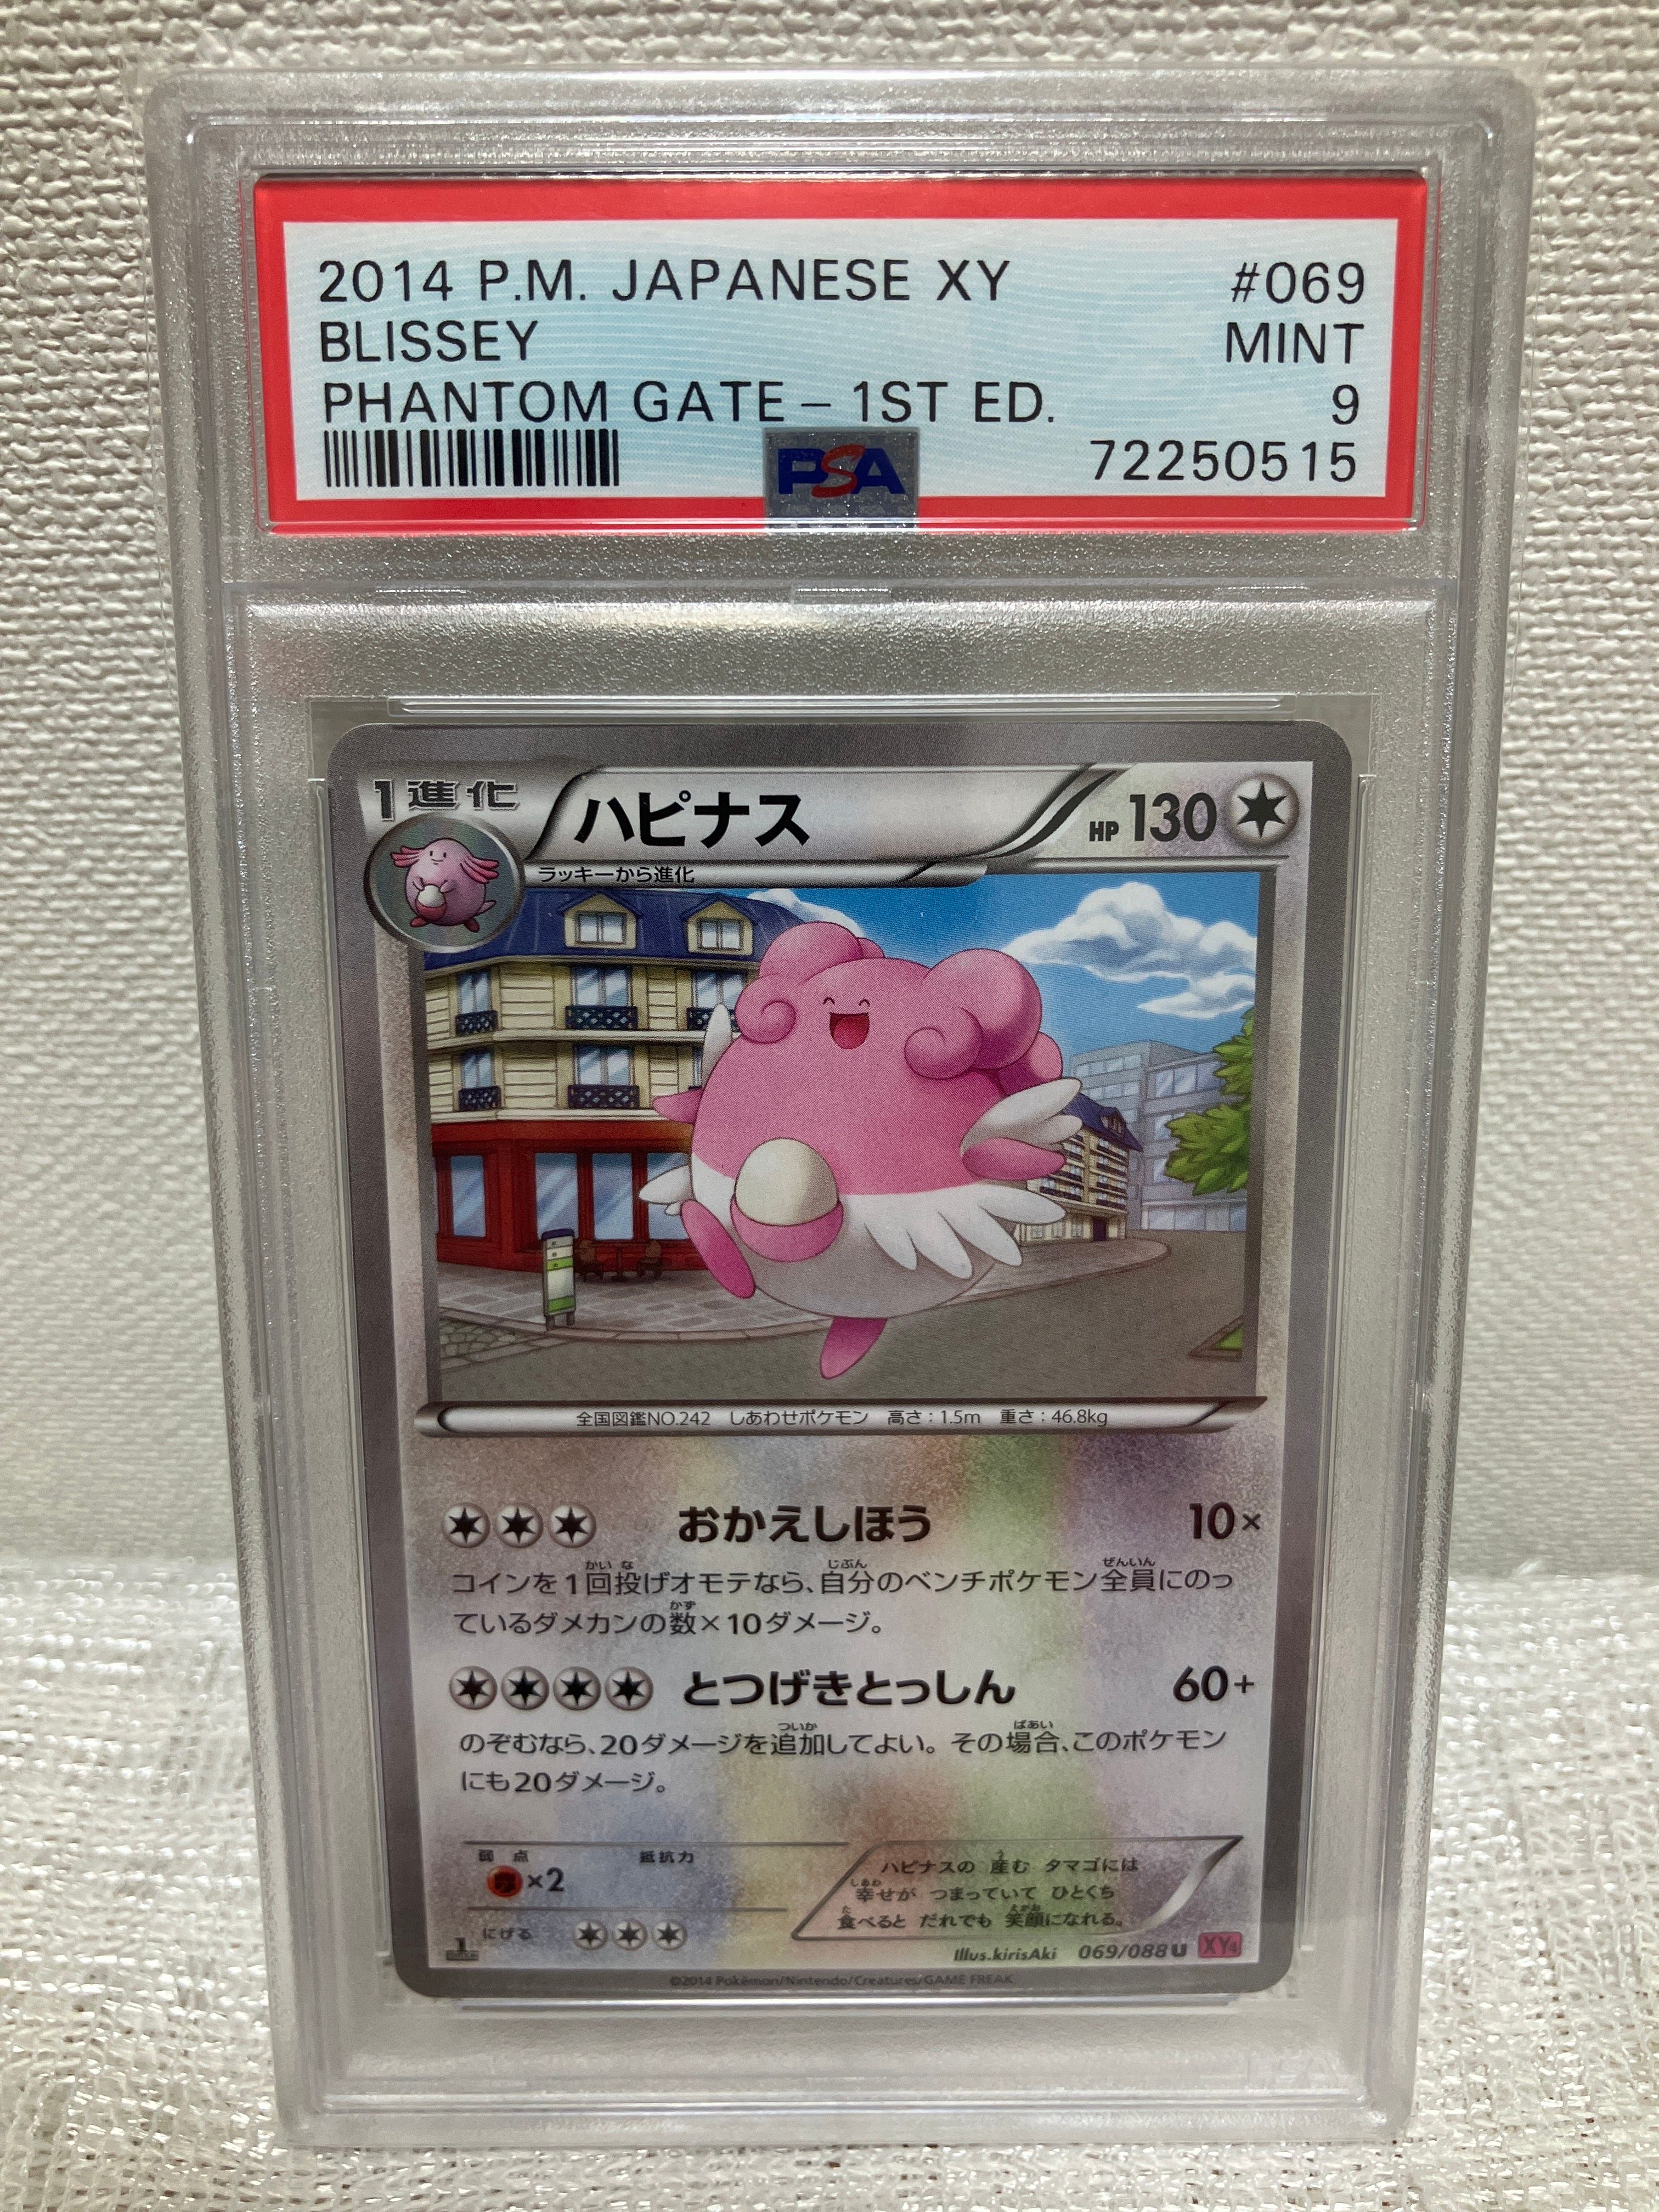 2014 P.M. JAPANESE XY #069
BLISSEY MINT
PHANTOM GATE – 1ST ED. 9
PSA 72250515
1進化 ハピナス HP 130
ラッキーから進化
全国図鑑NO.242 しあわせポケモン 高さ:1.5m 重さ:46.8kg
おかえしほう 10×
コインを1回投げオモテなら、自分のベンチポケモン全員にのっ
ているダメカンの数×10ダメージ。
とつげきとっしん 60+
のぞむなら、20ダメージを追加してよい。その場合、このポケモン
にも20ダメージ。
弱点 抵抗力
×2
にげる
ハピナスの 産む タマゴには
幸せが つまっていて ひとくち
食べると だれでも 笑顔になれる。
Illus.kirisAki 069/088 U XY4
©2014 Pokémon/Nintendo/Creatures/GAME FREAK